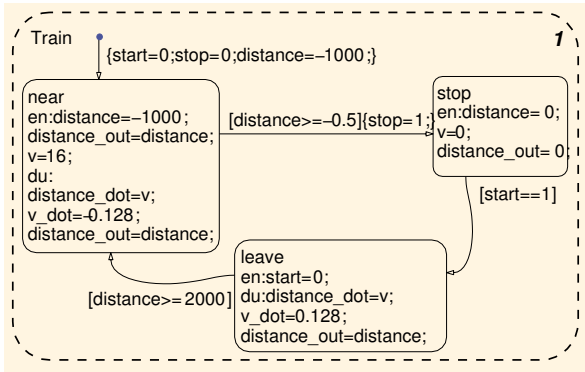 Train
1
{start=0;stop=0;distance=−1000;}
near
en:distance=−1000;
distance_out=distance;
v=16;
du:
distance_dot=v;
v_dot=−0.128;
distance_out=distance;
[distance>=−0.5]{stop=1;}
stop
en:distance= 0;
v=0;
distance_out= 0;
[start==1]
leave
en:start=0;
du:distance_dot=v;
v_dot=0.128;
distance_out=distance;
[distance>= 2000]